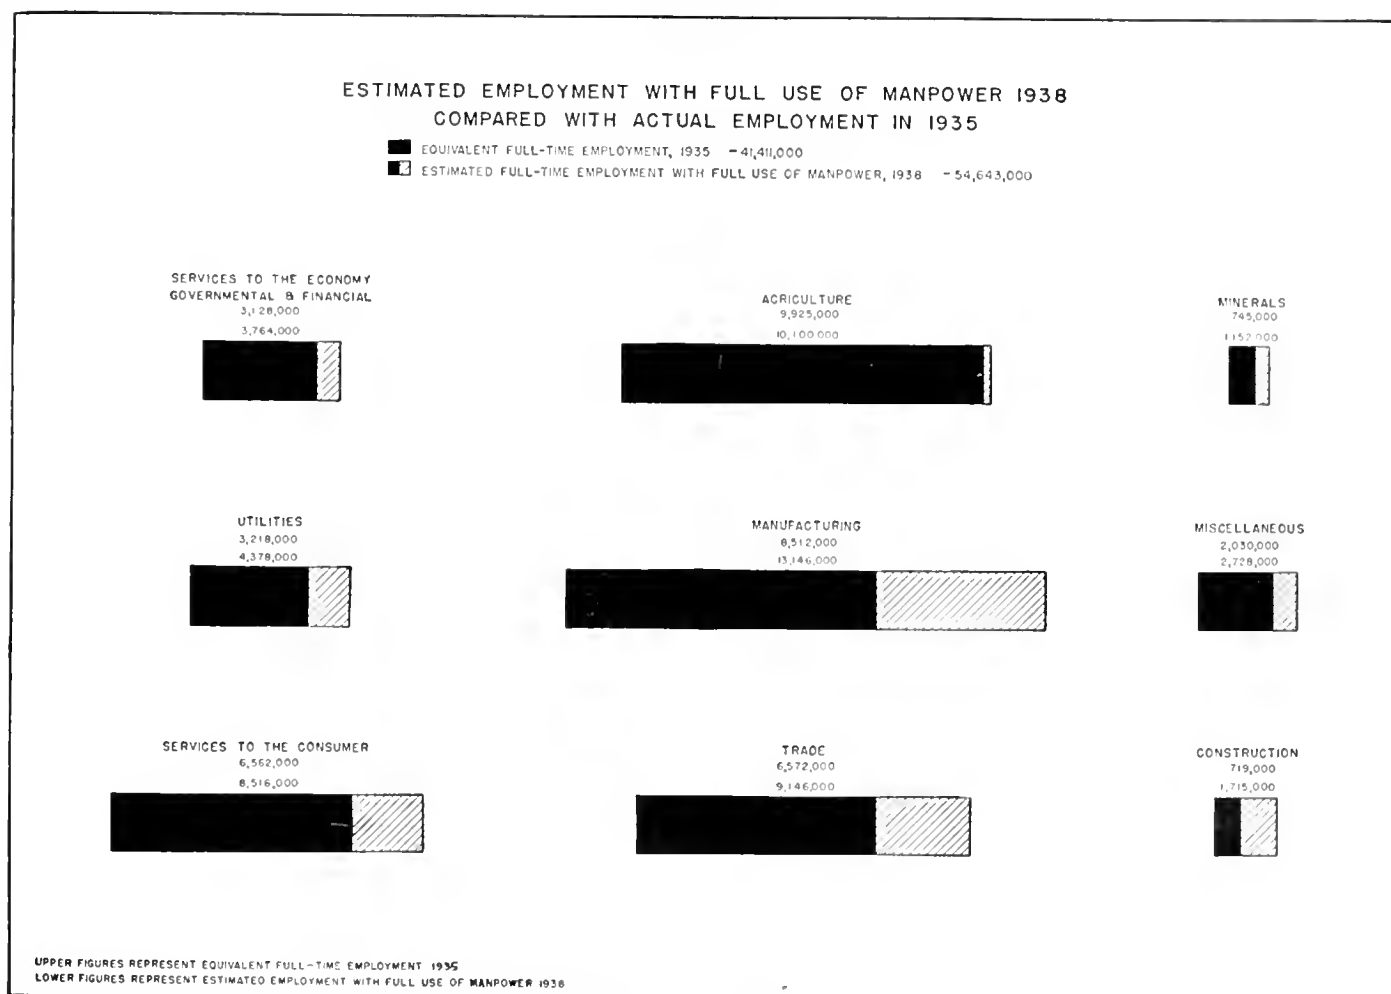 ESTIMATED EMPLOYMENT WITH FULL USE OF MANPOWER 1938
COMPARED WITH ACTUAL EMPLOYMENT IN 1935
EQUIVALENT FULL-TIME EMPLOYMENT, 1935 -41,411,000
ESTIMATED FULL-TIME EMPLOYMENT WITH FULL USE OF MANPOWER, 1938 -54,643,000
SERVICES TO THE ECONOMY
GOVERNMENTAL & FINANCIAL
3,128,000
3,764,000
AGRICULTURE
9,925,000
10,100,000
MINERALS
745,000
1,152,000
UTILITIES
3,218,000
4,378,000
MANUFACTURING
8,512,000
13,146,000
MISCELLANEOUS
2,030,000
2,728,000
SERVICES TO THE CONSUMER
6,562,000
8,516,000
TRADE
6,572,000
9,146,000
CONSTRUCTION
719,000
1,715,000
UPPER FIGURES REPRESENT EQUIVALENT FULL-TIME EMPLOYMENT 1935
LOWER FIGURES REPRESENT ESTIMATED EMPLOYMENT WITH FULL USE OF MANPOWER 1938